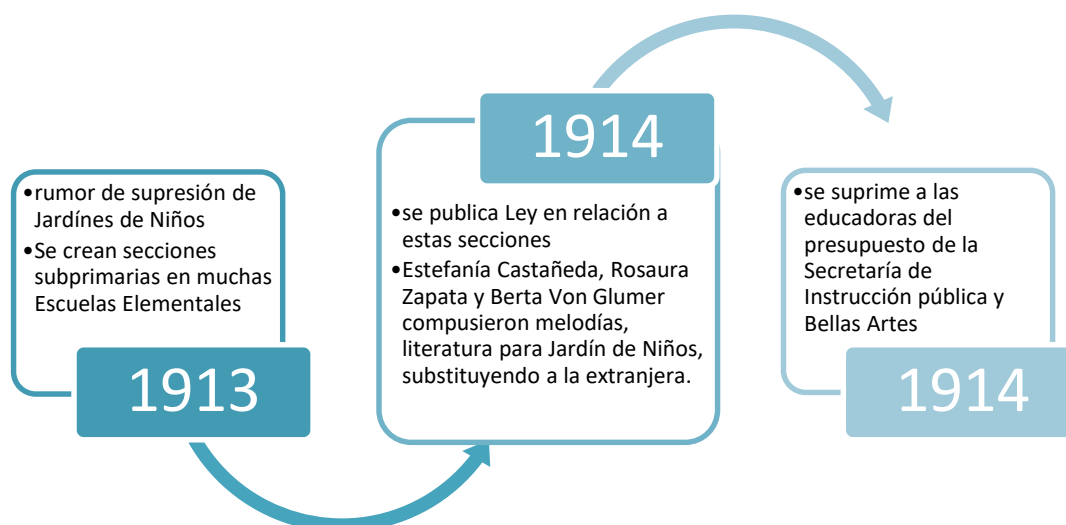 •rumor de supresión de
Jardínes de Niños
•Se crean secciones
subprimarias en muchas
Escuelas Elementales
1913
1914
•se publica Ley en relación a
estas secciones
•Estefanía Castañeda, Rosaura
Zapata y Berta Von Glumer
compusieron melodías,
literatura para Jardín de Niños,
substituyendo a la extranjera.
•se suprime a las
educadoras del
presupuesto de la
Secretaría de
Instrucción pública y
Bellas Artes
1914